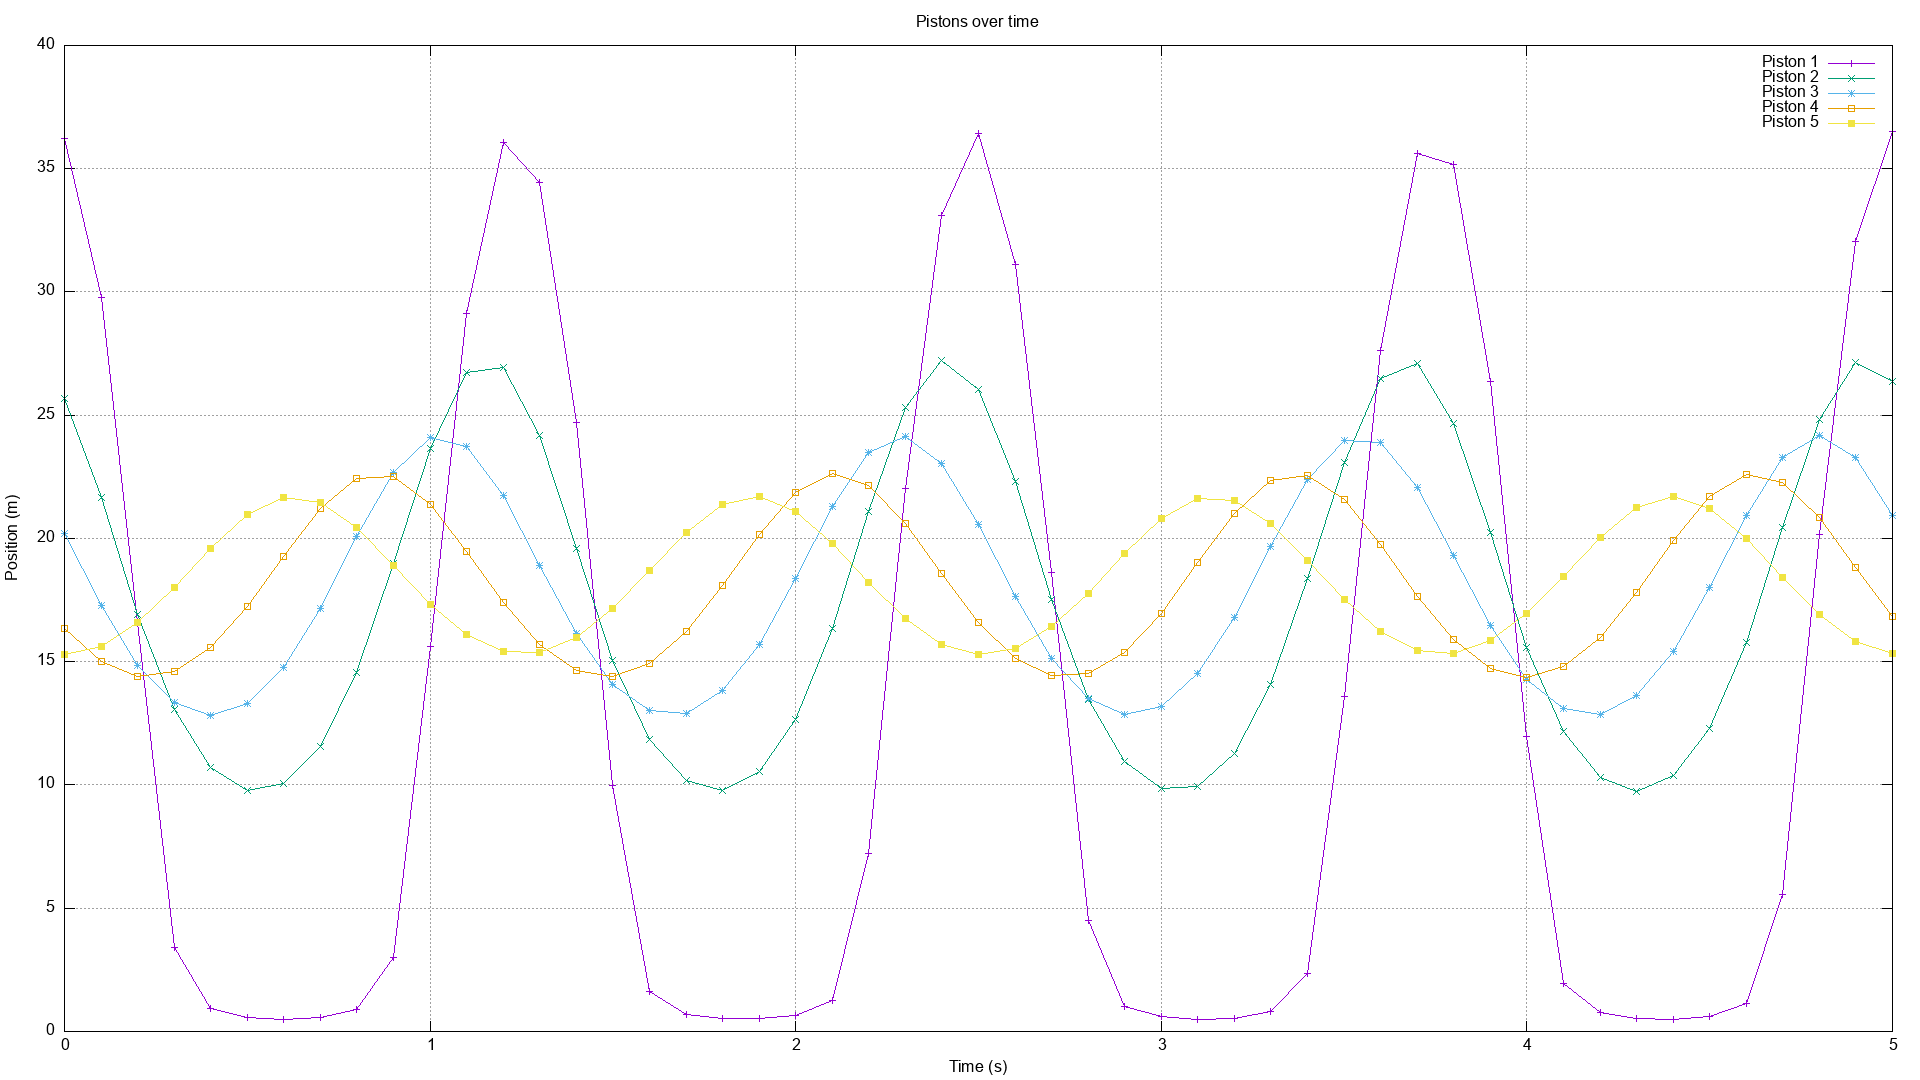 Pistons over time
Piston 1
Piston 2
Piston 3
Piston 4
Piston 5
40
35
30
25
20
15
10
5
0
Position (m)
0 1 2 3 4 5
Time (s)